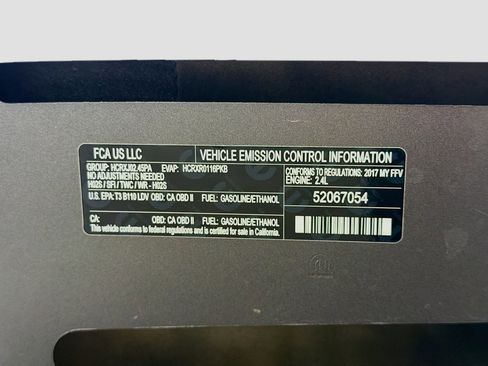 FCA US LLC
VEHICLE EMISSION CONTROL INFORMATION
GROUP: HCRXJ02.45PA EVAP: HCRXR0116PKB
NO ADJUSTMENTS NEEDED
H02S / SFI / TWC / WR - H02S
CONFORMS TO REGULATIONS: 2017 MY FFV
ENGINE: 2.4L
U.S. EPA: T3 B110 LDV OBD: CA OBD II FUEL: GASOLINE/ETHANOL
52067054
CA: OBD: CA OBD II FUEL: GASOLINE/ETHANOL
This vehicle conforms to federal regulations and is certified for sale in California.